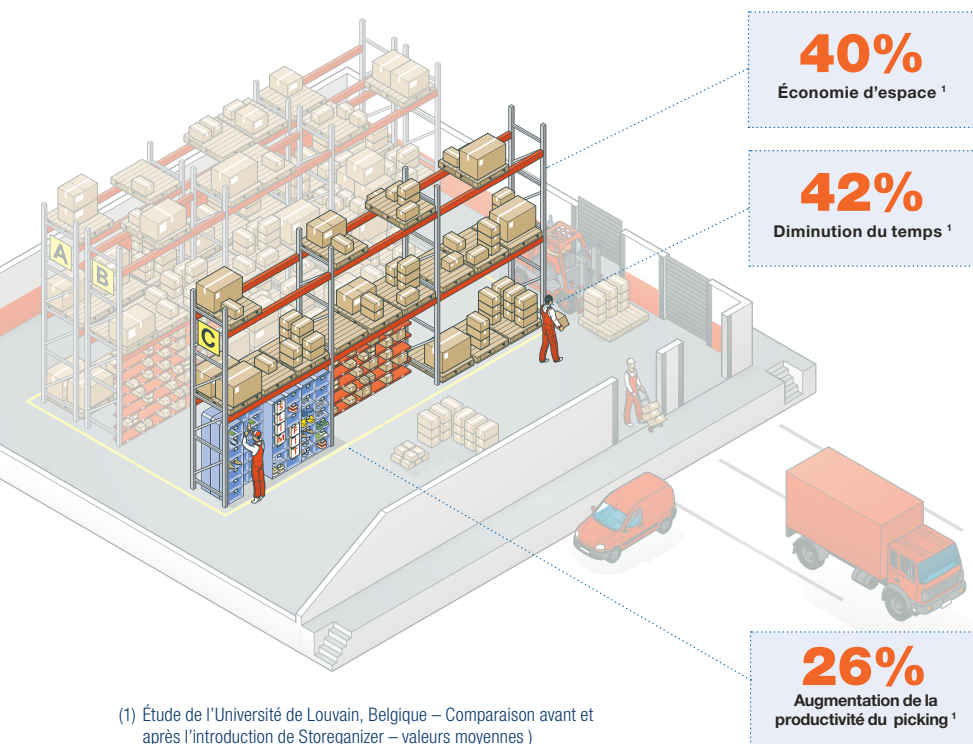 40%
Économie d'espace ¹
42%
Diminution du temps ¹
A
B
C
26%
Augmentation de la
productivité du picking ¹
(1) Étude de l'Université de Louvain, Belgique – Comparaison avant et
après l'introduction de Storeganizer – valeurs moyennes )